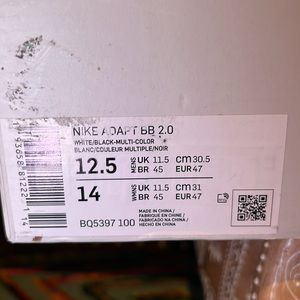 NIKE ADAPT BB 2.0
WHITE/BLACK-MULTI-COLOR
BLANC/COULEUR MULTIPLE/NOIR
12.5 MENS UK 11.5 CM 30.5
BR 45 EUR 47
14 WMNS UK 11.5 CM 31
BR 45 EUR 47
BQ5397 100
MADE IN CHINA /
FABRIQUÉ EN CHINE /
FABRICADO NA CHINA /
HECHO EN CHINA